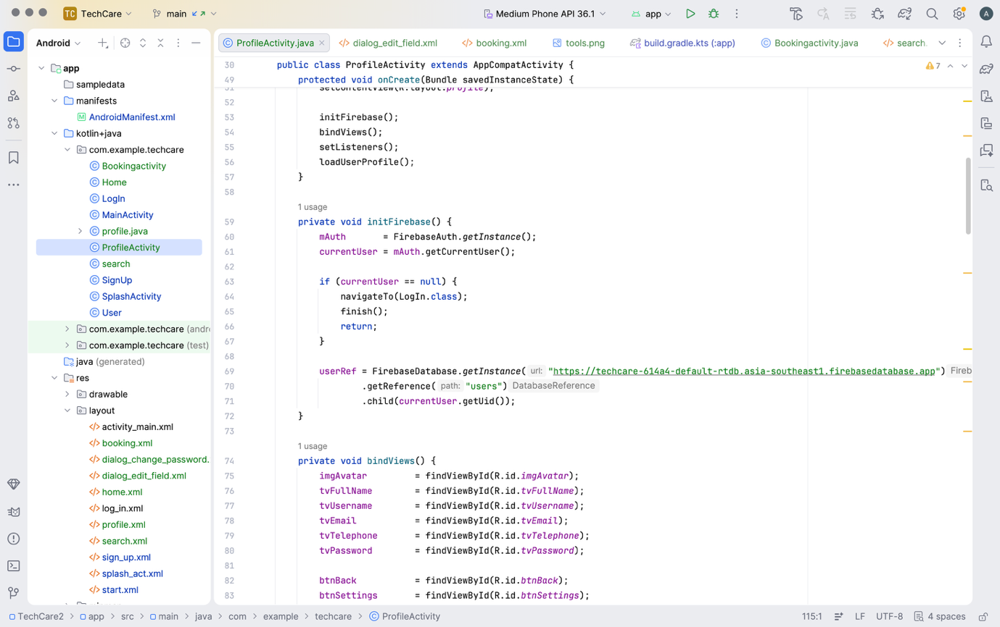 TC TechCare main Medium Phone API 36.1 app A
Android
ProfileActivity.java dialog_edit_field.xml booking.xml tools.png build.gradle.kts (:app) Bookingactivity.java search.
app
sampledata
manifests
M AndroidManifest.xml
kotlin+java
com.example.techcare
C Bookingactivity
C Home
C LogIn
C MainActivity
C profile.java
C ProfileActivity
C search
C SignUp
C SplashActivity
C User
com.example.techcare (andr
com.example.techcare (test)
java (generated)
res
drawable
layout
activity_main.xml
booking.xml
dialog_change_password.
dialog_edit_field.xml
home.xml
log_in.xml
profile.xml
search.xml
sign_up.xml
splash_act.xml
start.xml
30 public class ProfileActivity extends AppCompatActivity {
7
49 protected void onCreate(Bundle savedInstanceState) {
51 setContentView(R.layout.profile);
52
53 initFirebase();
54 bindViews();
55 setListeners();
56 loadUserProfile();
57 }
58
1 usage
59 private void initFirebase() {
60 mAuth = FirebaseAuth.getInstance();
61 currentUser = mAuth.getCurrentUser();
62
63 if (currentUser == null) {
64 navigateTo(LogIn.class);
65 finish();
66 return;
67 }
68
69 userRef = FirebaseDatabase.getInstance( url: "https://techcare-614a4-default-rtdb.asia-southeast1.firebasedatabase.app") Fireb
70 .getReference( path: "users") DatabaseReference
71 .child(currentUser.getUid());
72 }
73
1 usage
74 private void bindViews() {
75 imgAvatar = findViewById(R.id.imgAvatar);
76 tvFullName = findViewById(R.id.tvFullName);
77 tvUsername = findViewById(R.id.tvUsername);
78 tvEmail = findViewById(R.id.tvEmail);
79 tvTelephone = findViewById(R.id.tvTelephone);
80 tvPassword = findViewById(R.id.tvPassword);
81
82 btnBack = findViewById(R.id.btnBack);
83 btnSettings = findViewById(R.id.btnSettings);
TechCare2 > app > src > main > java > com > example > techcare > C ProfileActivity 115:1 LF UTF-8 4 spaces